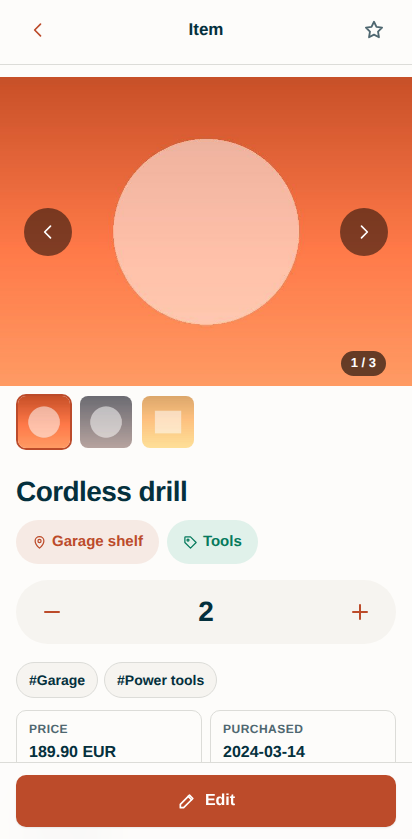 Item
1 / 3
Cordless drill
Garage shelf
Tools
2
#Garage
#Power tools
PRICE
PURCHASED
189.90 EUR
2024-03-14
Edit